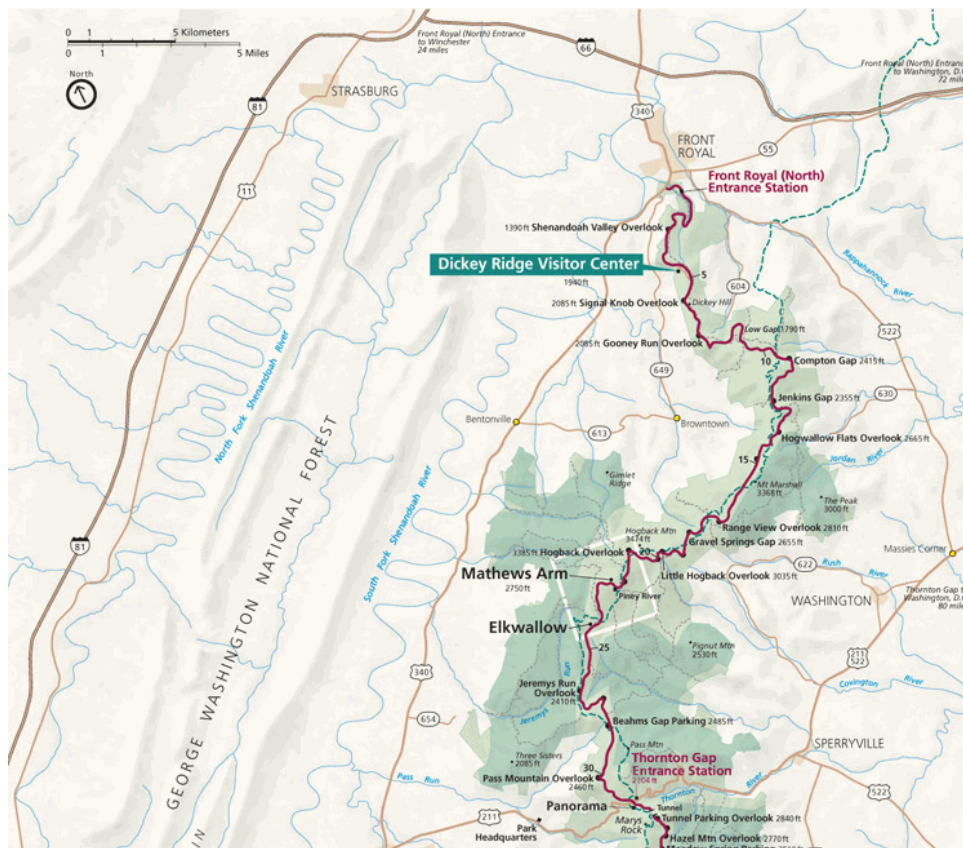 0 1 5 Kilometers
0 1 5 Miles
North
Front Royal (North) Entrance
to Winchester
24 miles
66
Front Royal (North) Entrance
to Washington, D.C.
72 mile
81
STRASBURG
340
11
FRONT
ROYAL
55
Front Royal (North)
Entrance Station
1390 ft Shenandoah Valley Overlook
Rappahannock
River
Dickey Ridge Visitor Center
1940 ft
5
604
2085 ft Signal Knob Overlook
Dickey Hill
522
Low Gap 1790 ft
2085 ft Gooney Run Overlook
10
Compton Gap 2415 ft
649
North Fork Shenandoah River
Jenkins Gap 2355 ft
630
Bentonville
Browntown
613
Hogwallow Flats Overlook 2665 ft
15
Jordan River
Gimlet
Ridge
Mt Marshall
3368 ft
The Peak
3000 ft
GEORGE WASHINGTON NATIONAL FOREST
South Fork Shenandoah River
Hogback Mtn
3474 ft
Range View Overlook 2810 ft
Gravel Springs Gap 2655 ft
81
3385 ft Hogback Overlook
20
Massies Corner
622
Rush River
Mathews Arm
2750 ft
Little Hogback Overlook 3035 ft
Piney River
Thornton Gap
Washington, D.C.
80 mile
WASHINGTON
Elkwallow
25
Pignut Mtn
2530 ft
211
522
340
Jeremys Run
Overlook
2410 ft
Jeremys
Run
Covington River
654
Beahms Gap Parking 2485 ft
Three Sisters
2085 ft
Pass Mtn
SPERRYVILLE
Thornton Gap
Entrance Station
2304 ft
30
Pass Run
Pass Mountain Overlook
2460 ft
Thornton
River
522
Panorama
Tunnel
211
Park
Headquarters
Marys
Rock
Tunnel Parking Overlook 2840 ft
Hazel Mtn Overlook 2770 ft
IN